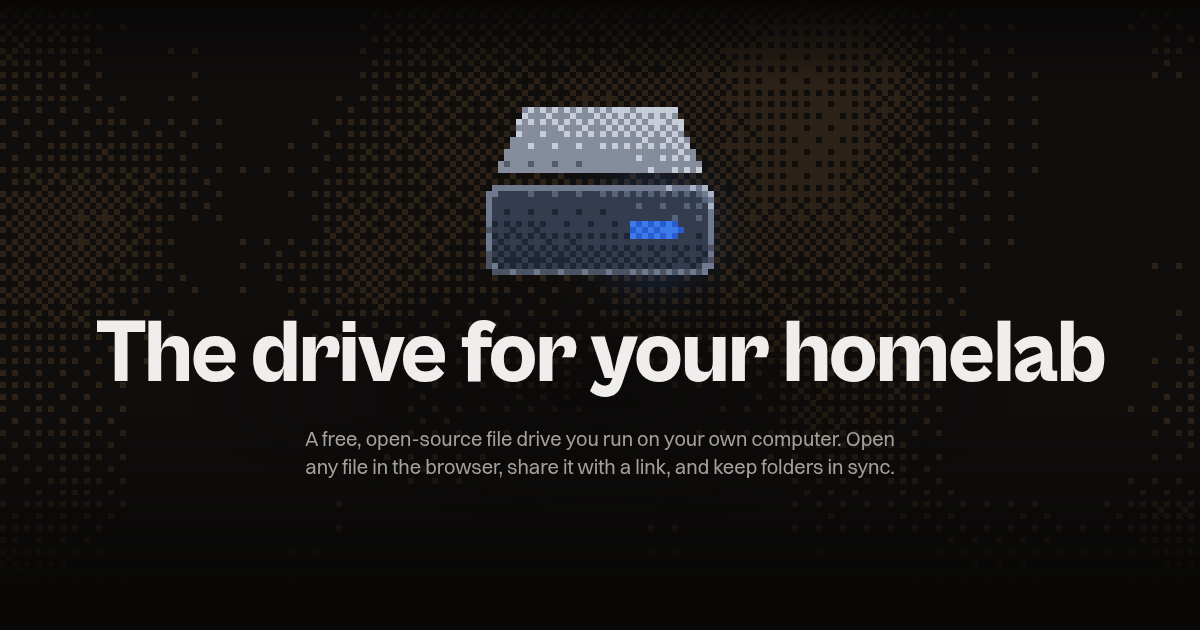 The drive for your homelab
A free, open-source file drive you run on your own computer. Open
any file in the browser, share it with a link, and keep folders in sync.